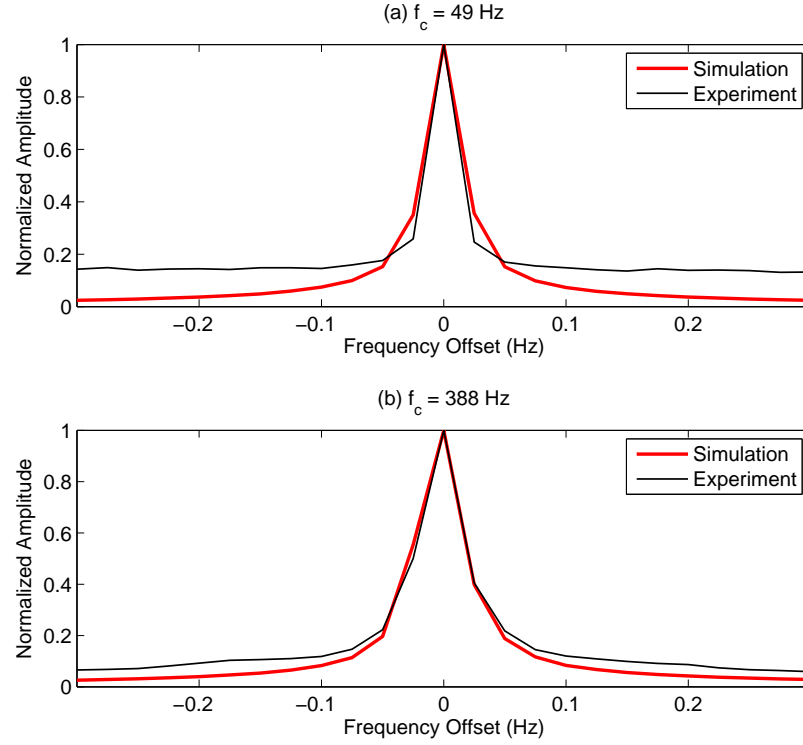 (a) f_c = 49 Hz
1
0.8
0.6
0.4
0.2
0
Normalized Amplitude
Simulation
Experiment
−0.2
−0.1
0
0.1
0.2
Frequency Offset (Hz)
(b) f_c = 388 Hz
1
0.8
0.6
0.4
0.2
0
Normalized Amplitude
Simulation
Experiment
−0.2
−0.1
0
0.1
0.2
Frequency Offset (Hz)